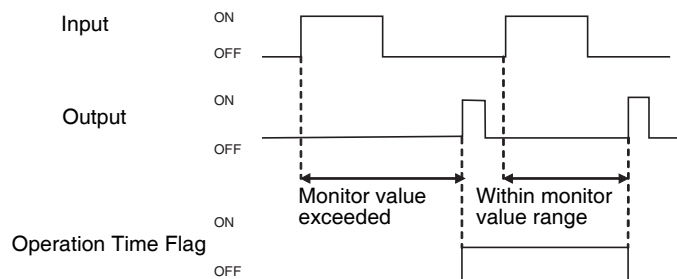 Input
ON
OFF
Output
ON
OFF
Monitor value
exceeded
Within monitor
value range
Operation Time Flag
ON
OFF